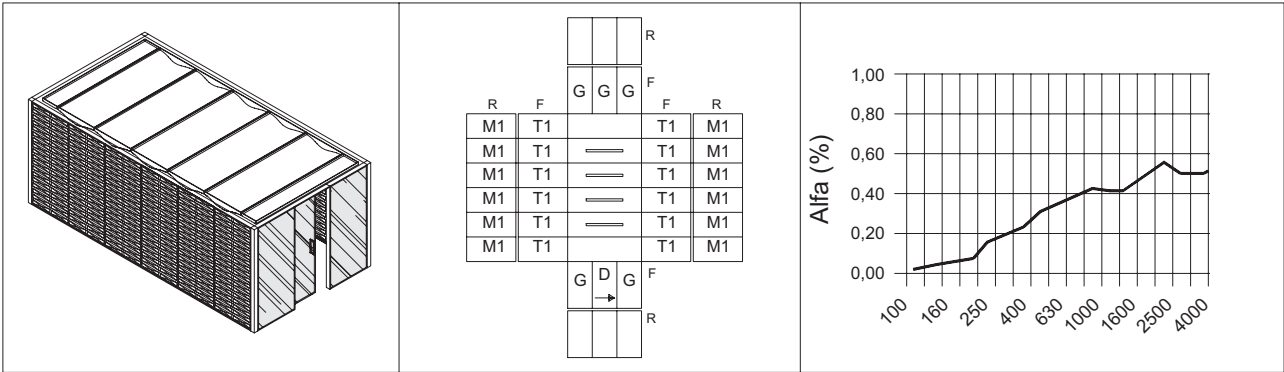 R
G G G F
R F F R
M1 T1 T1 M1
M1 T1 T1 M1
M1 T1 T1 M1
M1 T1 T1 M1
M1 T1 T1 M1
M1 T1 T1 M1
G D G F
R
Alfa (%)
1,00
0,80
0,60
0,40
0,20
0,00
100 160 250 400 630 1000 1600 2500 4000